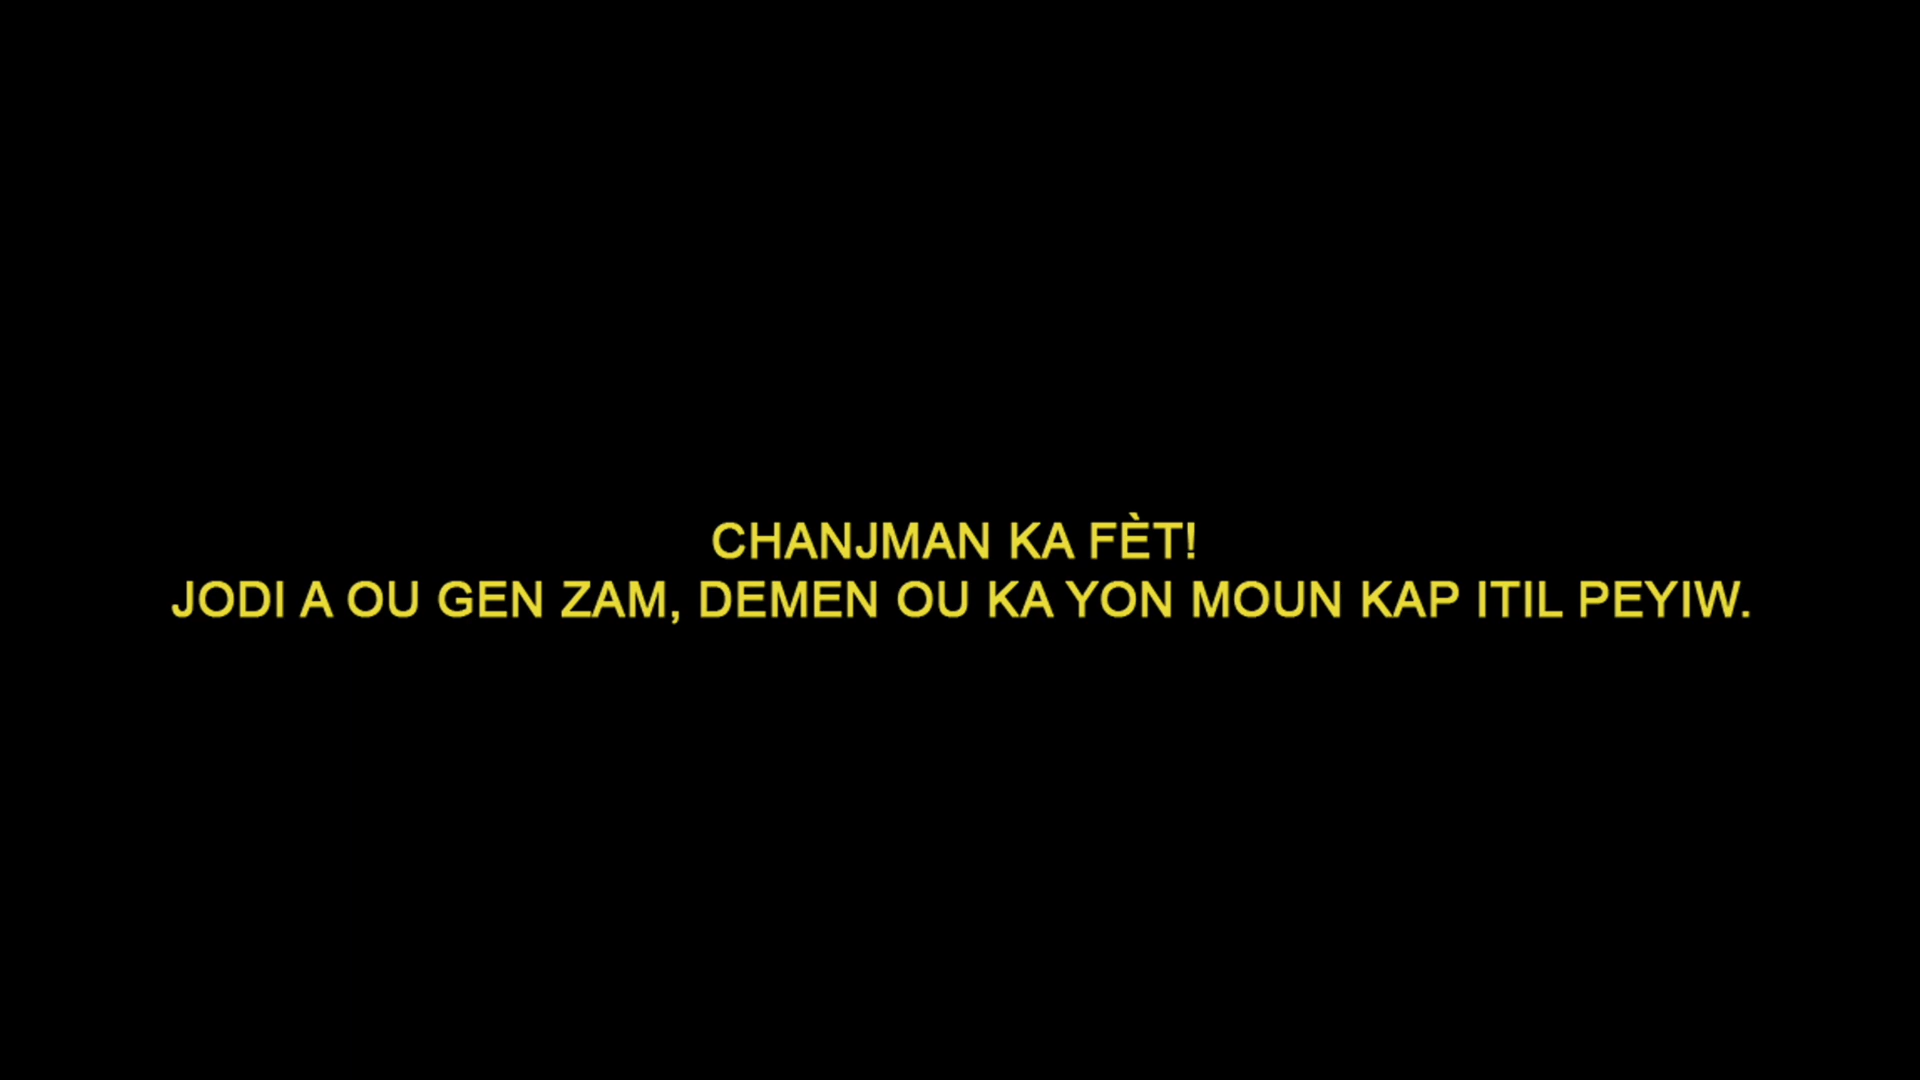 CHANJMAN KA FÈT!
JODI A OU GEN ZAM, DEMEN OU KA YON MOUN KAP ITIL PEYIW.